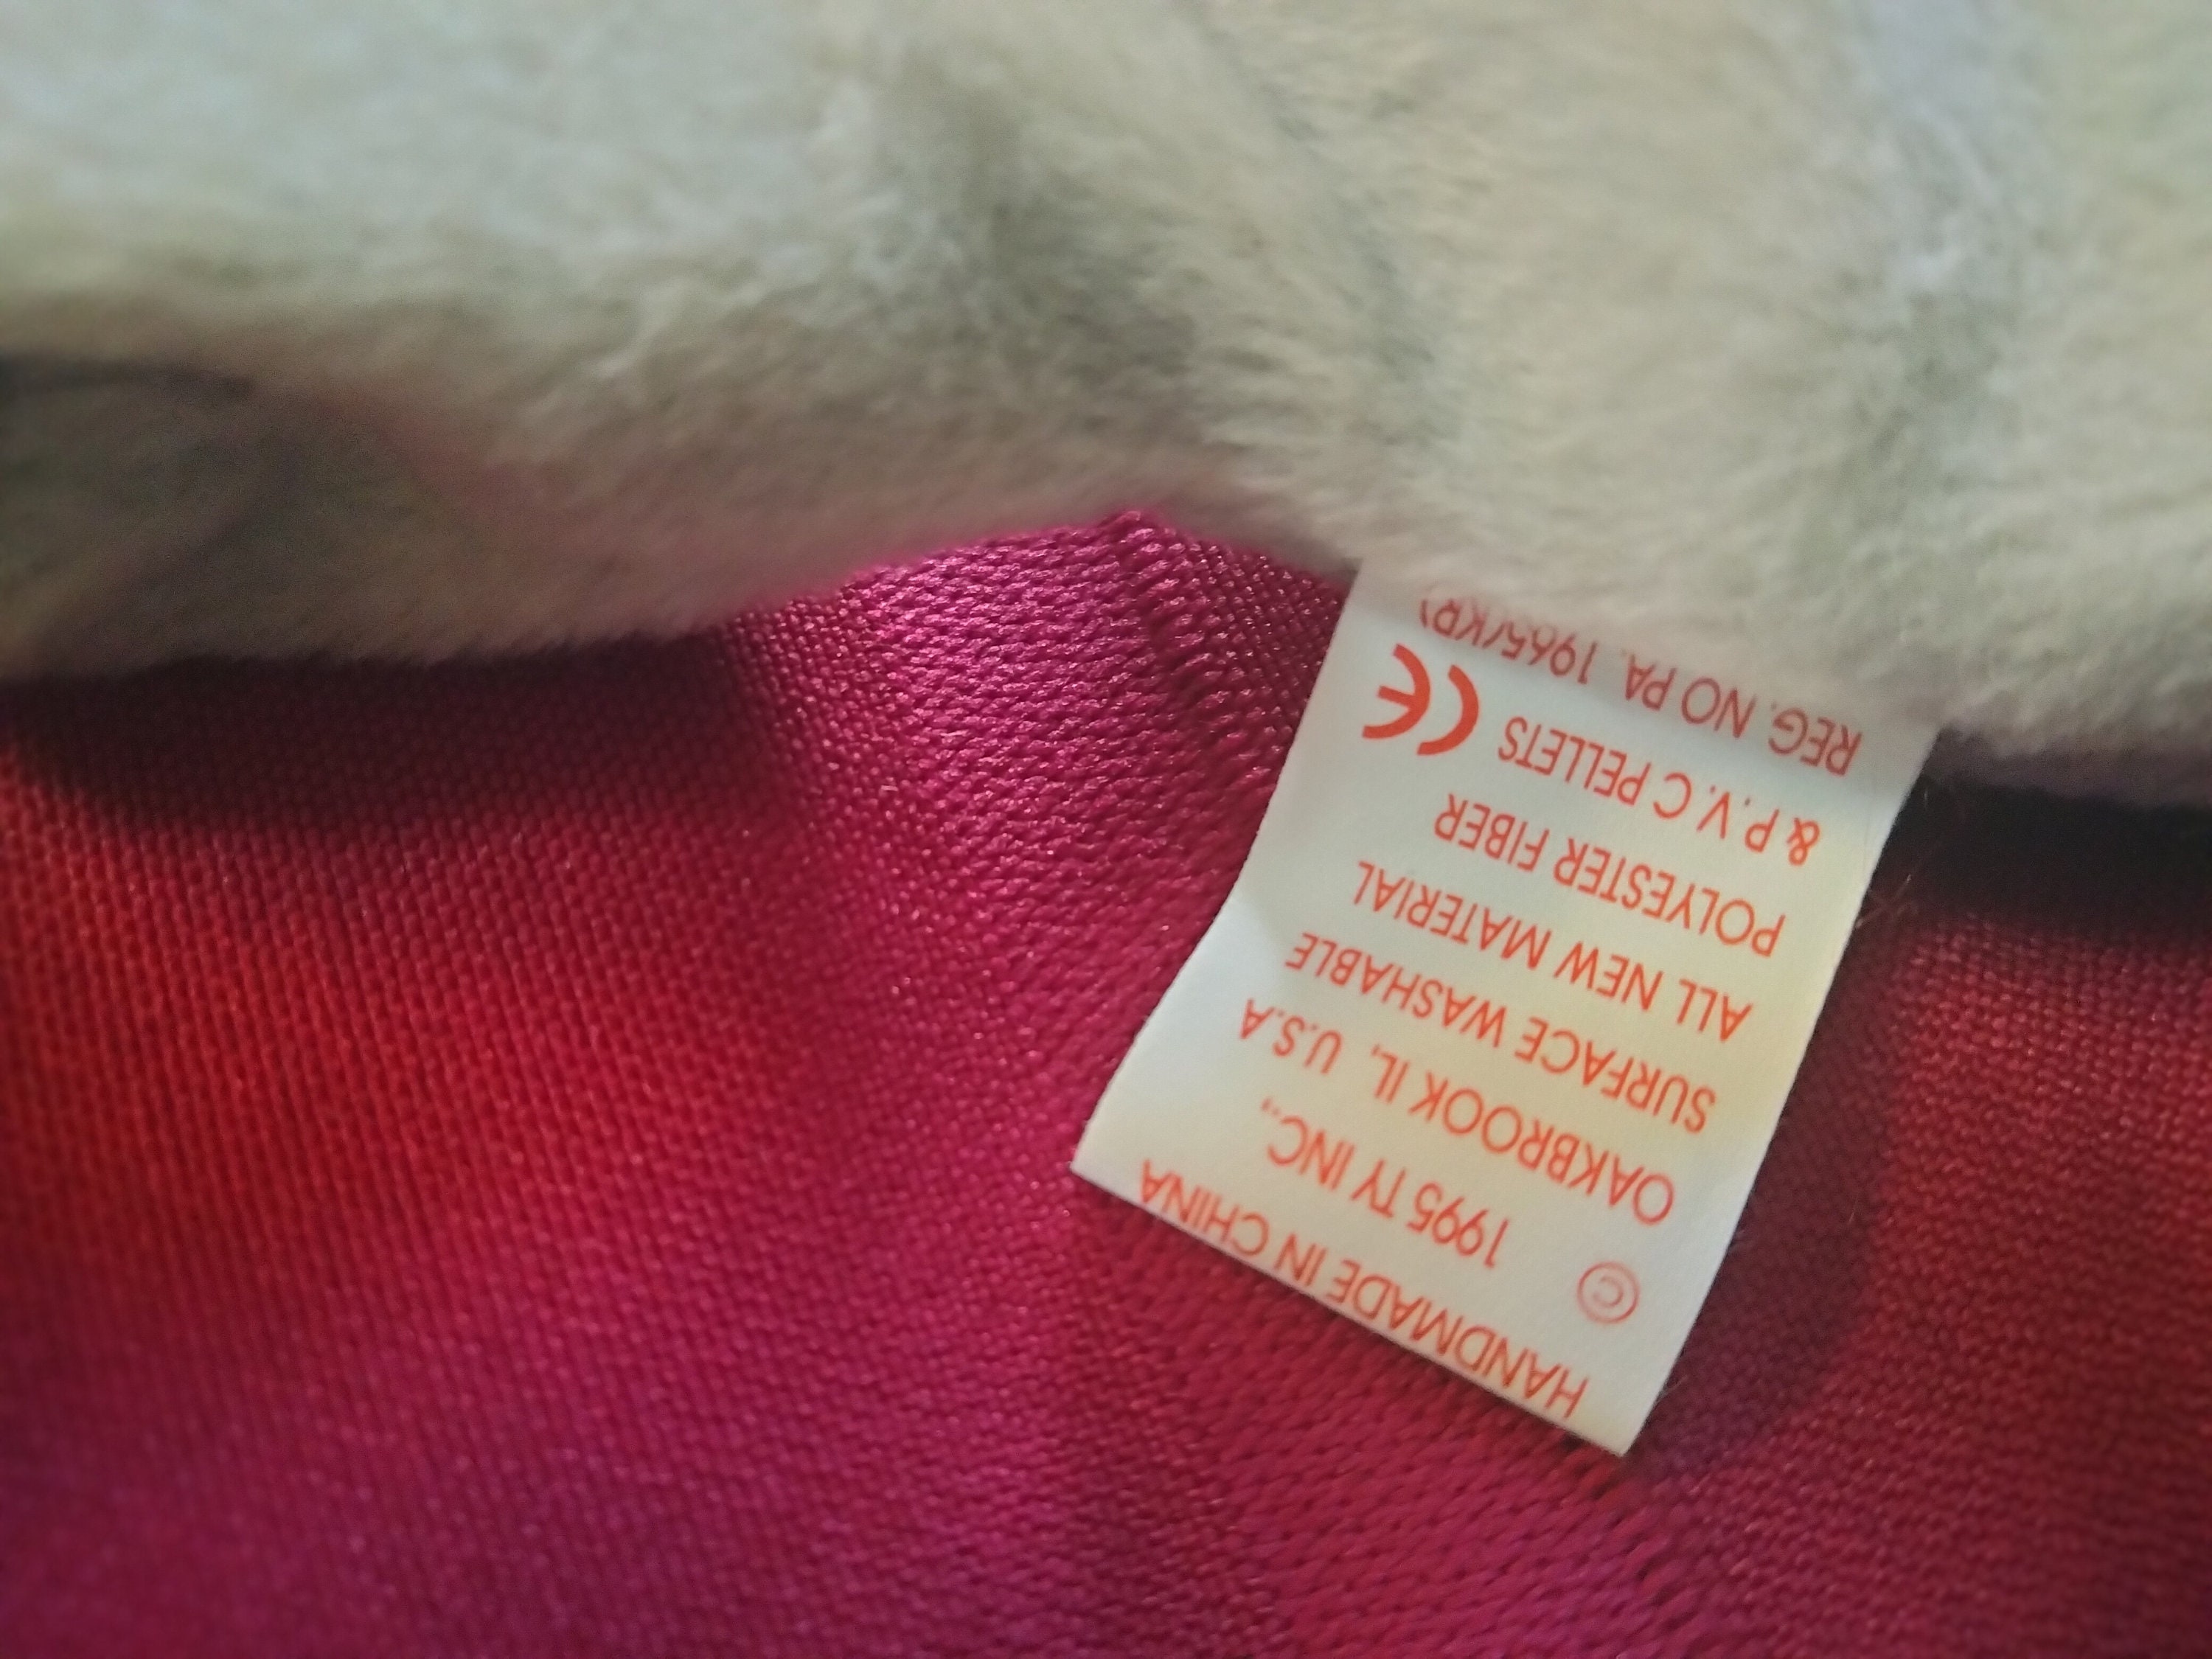 HANDMADE IN CHINA
© 1995 TY INC.,
OAKBROOK IL, U.S.A
SURFACE WASHABLE
ALL NEW MATERIAL
POLYESTER FIBER
& P.V.C PELLETS CE
REG. NO PA. 1965(KR)